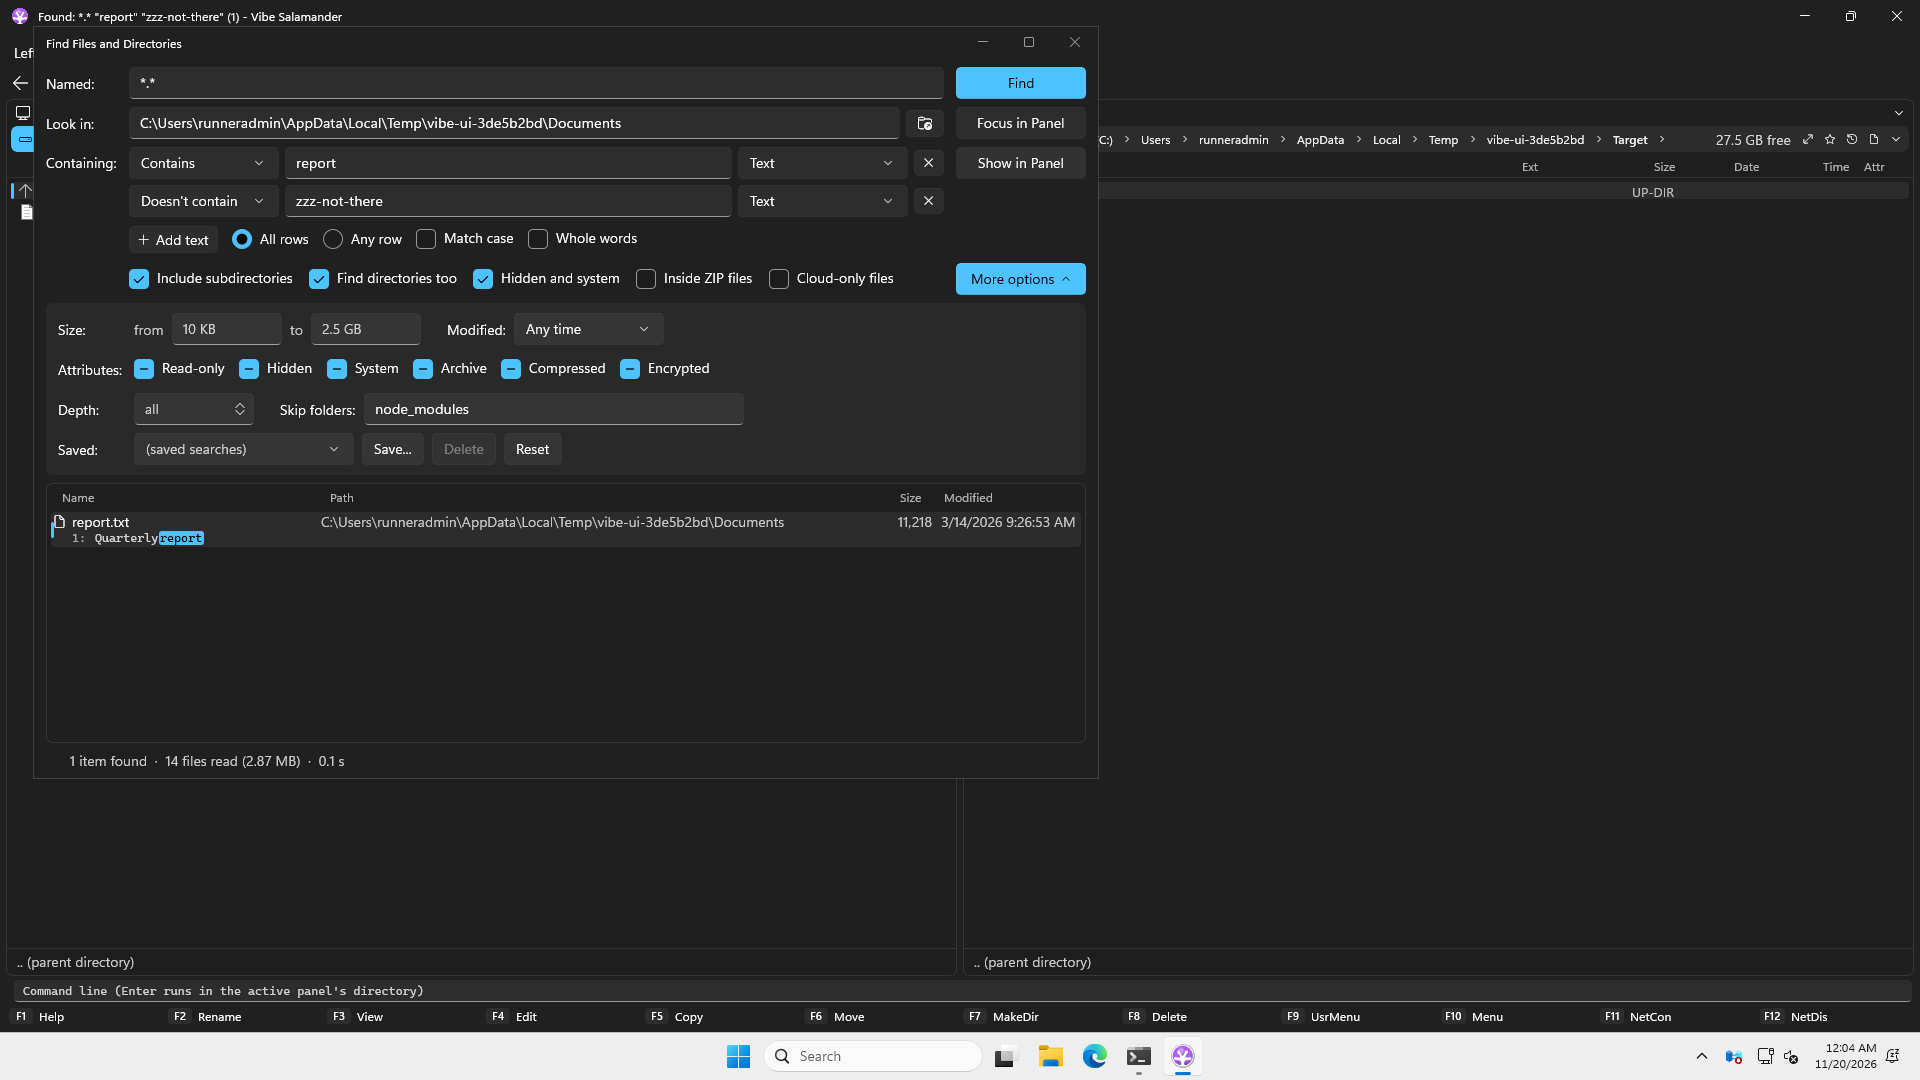 Found: *.* "report" "zzz-not-there" (1) - Vibe Salamander
Find Files and Directories
Named:
*.*
Find
Look in:
C:\Users\runneradmin\AppData\Local\Temp\vibe-ui-3de5b2bd\Documents
Focus in Panel
Containing:
Contains
report
Text
Show in Panel
Doesn't contain
zzz-not-there
Text
Add text
All rows
Any row
Match case
Whole words
Include subdirectories
Find directories too
Hidden and system
Inside ZIP files
Cloud-only files
More options
Size:
from
10 KB
to
2.5 GB
Modified:
Any time
Attributes:
Read-only
Hidden
System
Archive
Compressed
Encrypted
Depth:
all
Skip folders:
node_modules
Saved:
(saved searches)
Save...
Delete
Reset
Name
Path
Size
Modified
report.txt
C:\Users\runneradmin\AppData\Local\Temp\vibe-ui-3de5b2bd\Documents
11,218
3/14/2026 9:26:53 AM
1: Quarterly report
1 item found · 14 files read (2.87 MB) · 0.1 s
(C:)
Users
runneradmin
AppData
Local
Temp
vibe-ui-3de5b2bd
Target
27.5 GB free
Ext
Size
Date
Time
Attr
UP-DIR
.. (parent directory)
.. (parent directory)
Command line (Enter runs in the active panel's directory)
F1 Help
F2 Rename
F3 View
F4 Edit
F5 Copy
F6 Move
F7 MakeDir
F8 Delete
F9 UsrMenu
F10 Menu
F11 NetCon
F12 NetDis
Search
12:04 AM
11/20/2026